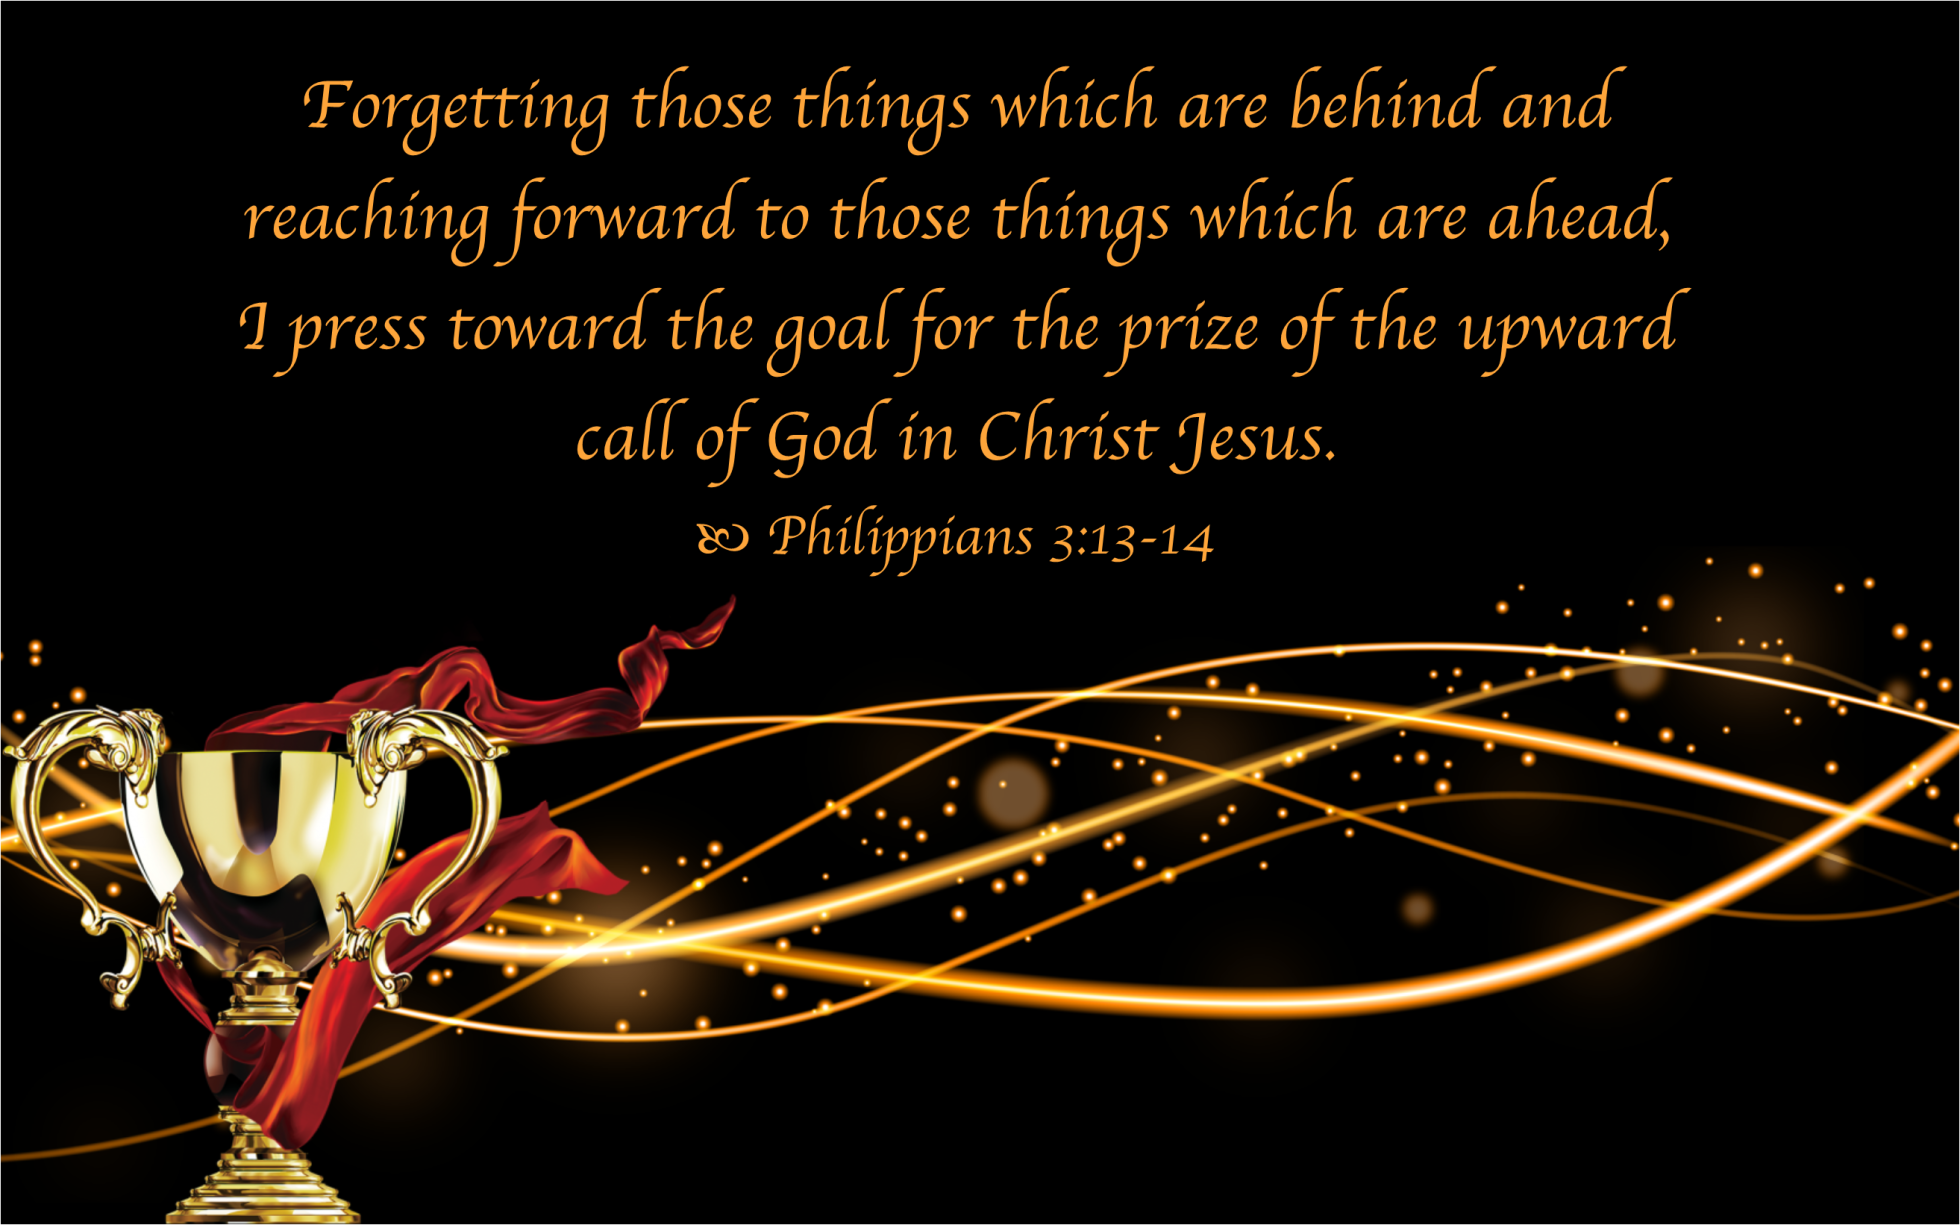 Forgetting those things which are behind and
reaching forward to those things which are ahead,
I press toward the goal for the prize of the upward
call of God in Christ Jesus.
Philippians 3:13-14